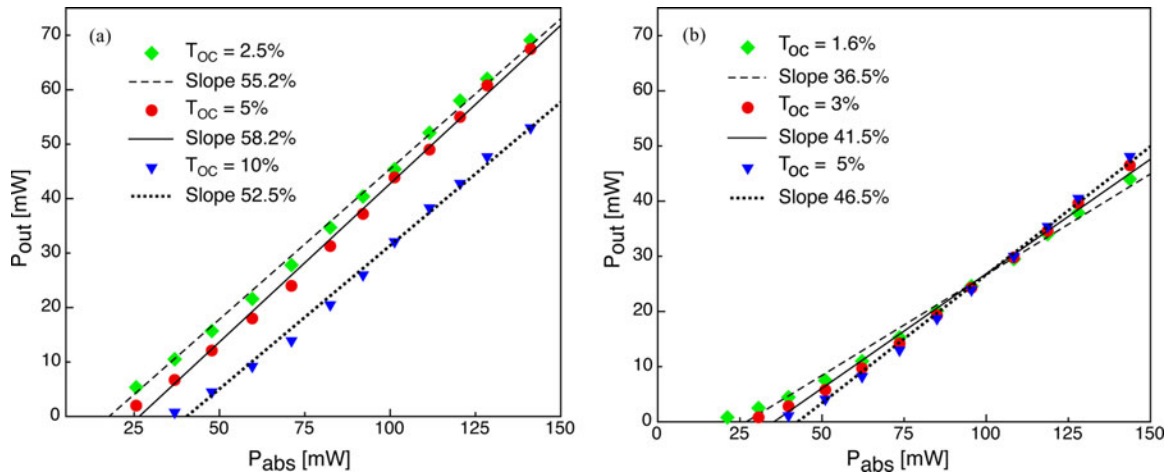 (a)
T_OC = 2.5%
Slope 55.2%
T_OC = 5%
Slope 58.2%
T_OC = 10%
Slope 52.5%
70
60
50
40
30
20
10
0
P_out [mW]
25 50 75 100 125 150
P_abs [mW]
(b)
T_OC = 1.6%
Slope 36.5%
T_OC = 3%
Slope 41.5%
T_OC = 5%
Slope 46.5%
70
60
50
40
30
20
10
0
P_out [mW]
0 25 50 75 100 125 150
P_abs [mW]